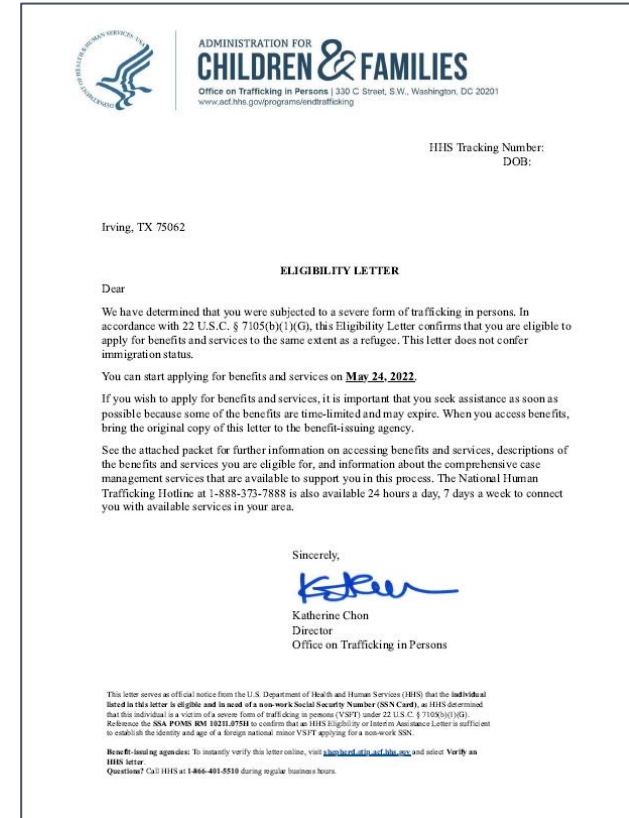 DEPARTMENT OF HEALTH & HUMAN SERVICES · USA
ADMINISTRATION FOR
CHILDREN & FAMILIES
Office on Trafficking in Persons | 330 C Street, S.W., Washington, DC 20201
www.acf.hhs.gov/programs/endtrafficking
HHS Tracking Number:
DOB:
Irving, TX 75062
ELIGIBILITY LETTER
Dear
We have determined that you were subjected to a severe form of trafficking in persons. In
accordance with 22 U.S.C. § 7105(b)(1)(G), this Eligibility Letter confirms that you are eligible to
apply for benefits and services to the same extent as a refugee. This letter does not confer
immigration status.
You can start applying for benefits and services on May 24, 2022.
If you wish to apply for benefits and services, it is important that you seek assistance as soon as
possible because some of the benefits are time-limited and may expire. When you access benefits,
bring the original copy of this letter to the benefit-issuing agency.
See the attached packet for further information on accessing benefits and services, descriptions of
the benefits and services you are eligible for, and information about the comprehensive case
management services that are available to support you in this process. The National Human
Trafficking Hotline at 1-888-373-7888 is also available 24 hours a day, 7 days a week to connect
you with available services in your area.
Sincerely,
Katherine Chon
Director
Office on Trafficking in Persons
This letter serves as official notice from the U.S. Department of Health and Human Services (HHS) that the individual
listed in this letter is eligible and in need of a non-work Social Security Number (SSN Card), as HHS determined
that this individual is a victim of a severe form of trafficking in persons (VSFT) under 22 U.S.C. § 7105(b)(1)(G).
Reference the SSA POMS RM 10211.075H to confirm that an HHS Eligibility or Interim Assistance Letter is sufficient
to establish the identity and age of a foreign national minor VSFT applying for a non-work SSN.
Benefit-issuing agencies: To instantly verify this letter online, visit shepherd.otip.acf.hhs.gov and select Verify an
HHS letter.
Questions? Call HHS at 1-866-401-5510 during regular business hours.